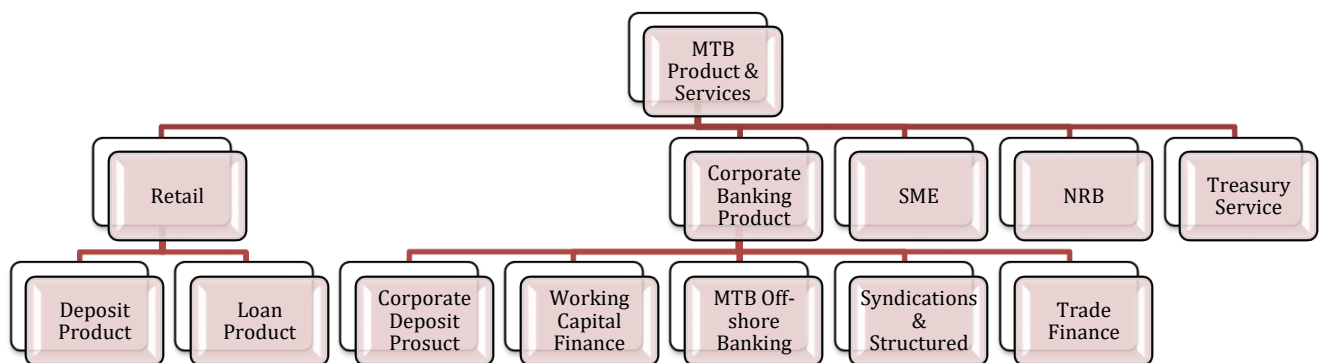 MTB
Product &
Services
Retail
Corporate
Banking
Product
SME
NRB
Treasury
Service
Deposit
Product
Loan
Product
Corporate
Deposit
Prosuct
Working
Capital
Finance
MTB Off-
shore
Banking
Syndications
&
Structured
Trade
Finance